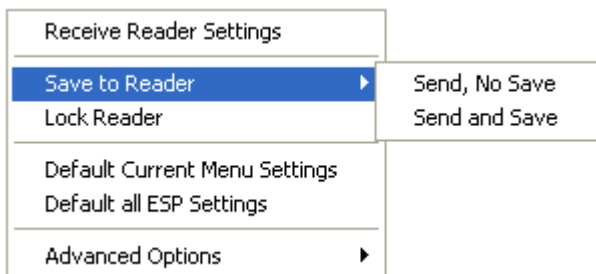 Receive Reader Settings
Save to Reader
Send, No Save
Lock Reader
Send and Save
Default Current Menu Settings
Default all ESP Settings
Advanced Options